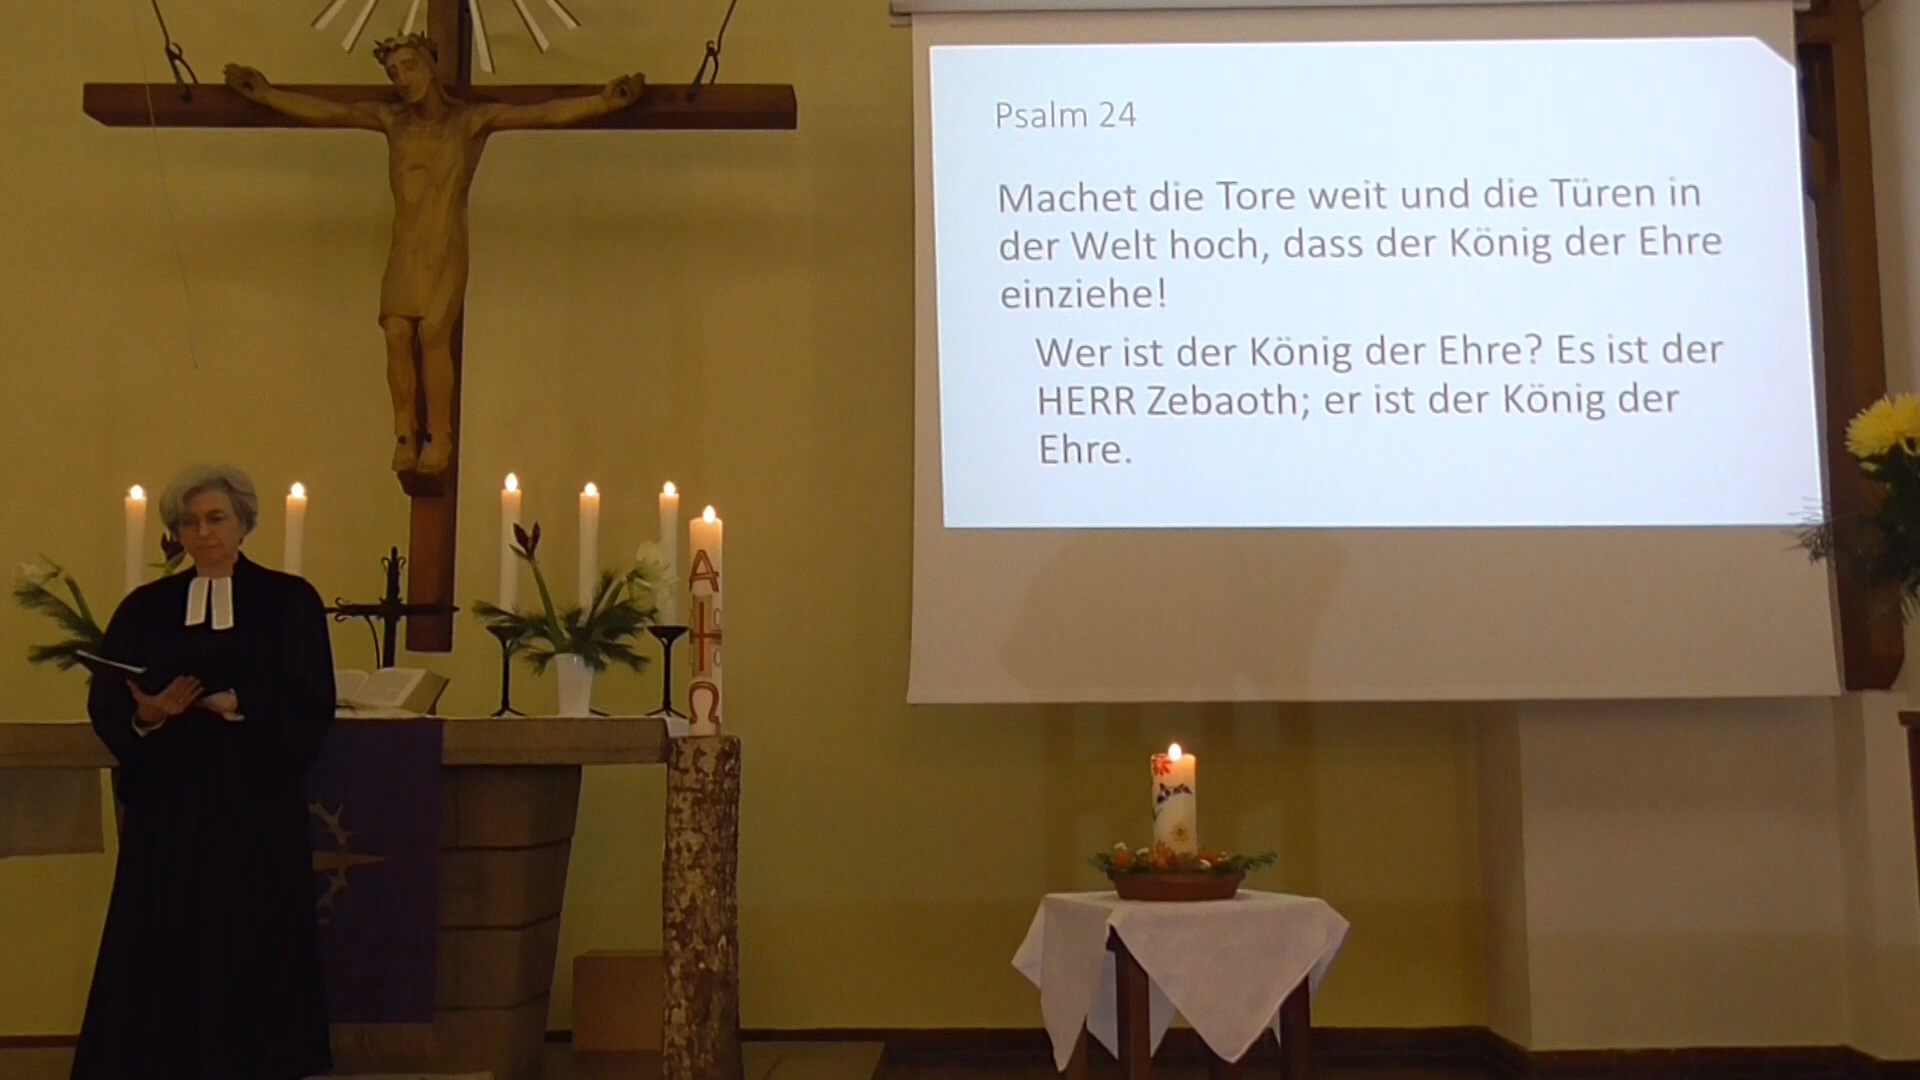 Psalm 24
Machet die Tore weit und die Türen in
der Welt hoch, dass der König der Ehre
einziehe!
Wer ist der König der Ehre? Es ist der
HERR Zebaoth; er ist der König der
Ehre.
Α
Ω